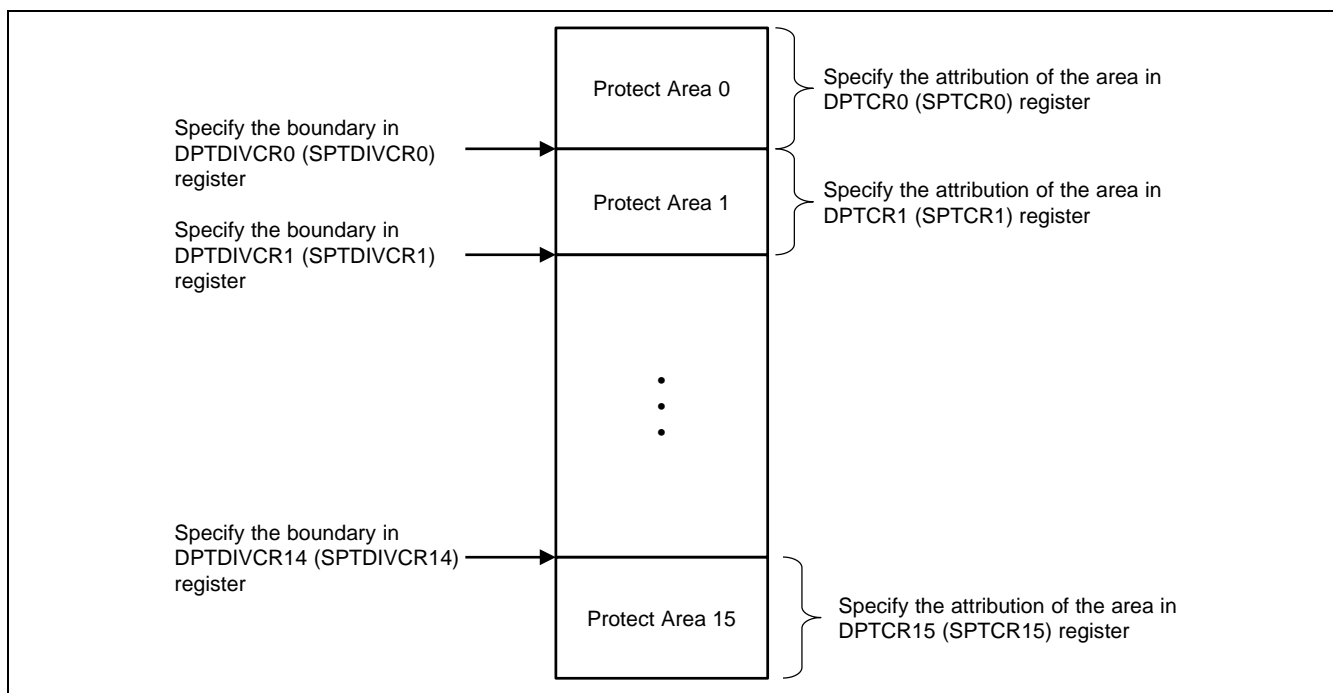 Protect Area 0
Specify the attribution of the area in
DPTCR0 (SPTCR0) register
Specify the boundary in
DPTDIVCR0 (SPTDIVCR0)
register
Protect Area 1
Specify the attribution of the area in
DPTCR1 (SPTCR1) register
Specify the boundary in
DPTDIVCR1 (SPTDIVCR1)
register
Specify the boundary in
DPTDIVCR14 (SPTDIVCR14)
register
Protect Area 15
Specify the attribution of the area in
DPTCR15 (SPTCR15) register